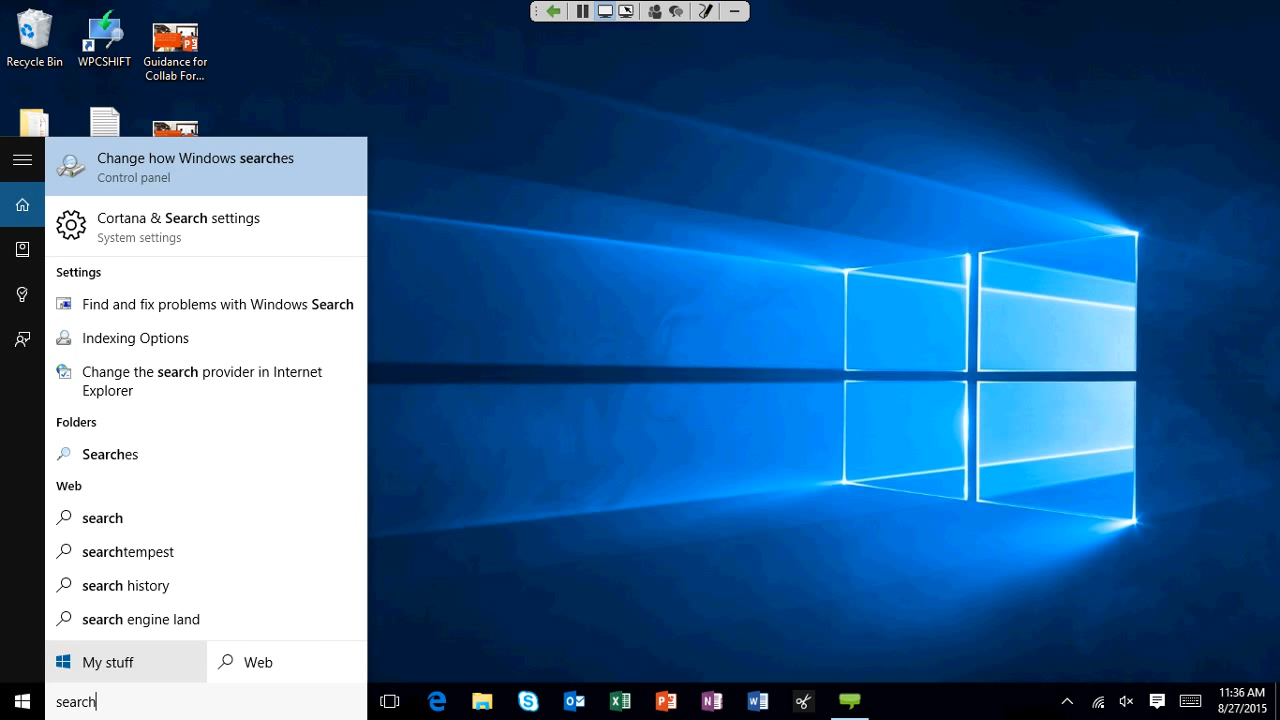 Recycle Bin
WPCSHIFT
Guidance for
Collab For...
Change how Windows searches
Control panel
Cortana & Search settings
System settings
Settings
Find and fix problems with Windows Search
Indexing Options
Change the search provider in Internet
Explorer
Folders
Searches
Web
search
searchtempest
search history
search engine land
My stuff
Web
search
11:36 AM
8/27/2015